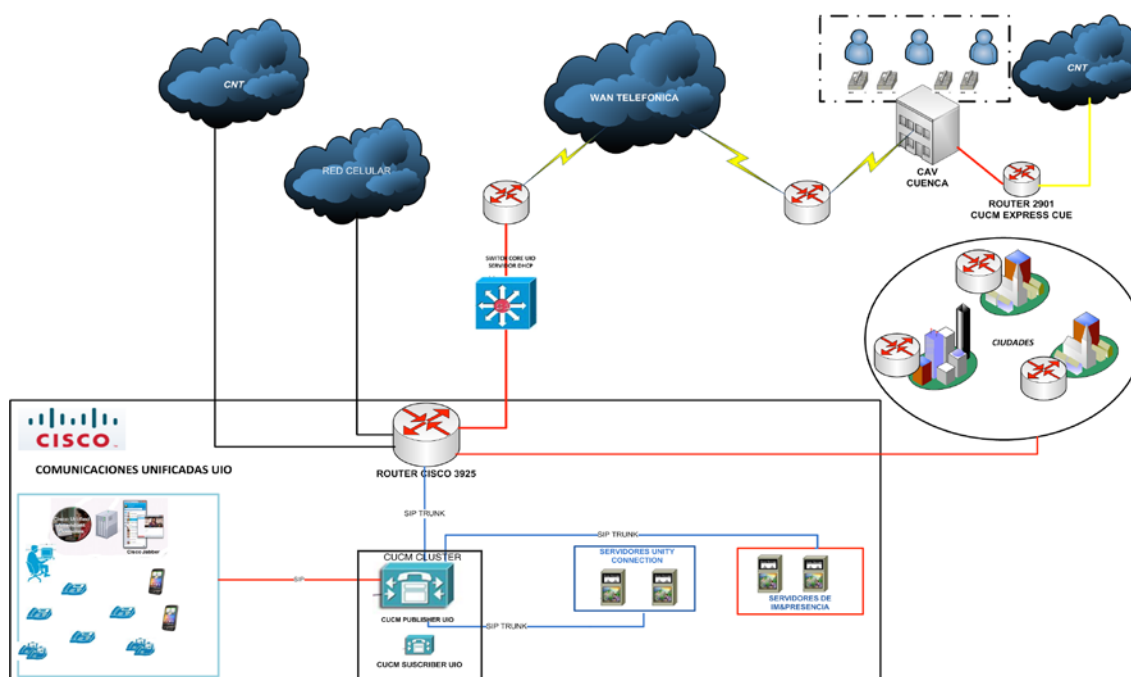 CNT
WAN TELEFONICA
CNT
RED CELULAR
CAV
CUENCA
ROUTER 2901
CUCM EXPRESS CUE
SWITCH CORE UIO
SERVIDOR DHCP
CIUDADES
CISCO
COMUNICACIONES UNIFICADAS UIO
ROUTER CISCO 3925
Cisco Jabber
SIP TRUNK
SIP TRUNK
CUCM CLUSTER
SERVIDORES UNITY
CONNECTION
SIP
SERVIDORES DE
IM&PRESENCIA
CUCM PUBLISHER UIO
SIP TRUNK
CUCM SUSCRIBER UIO